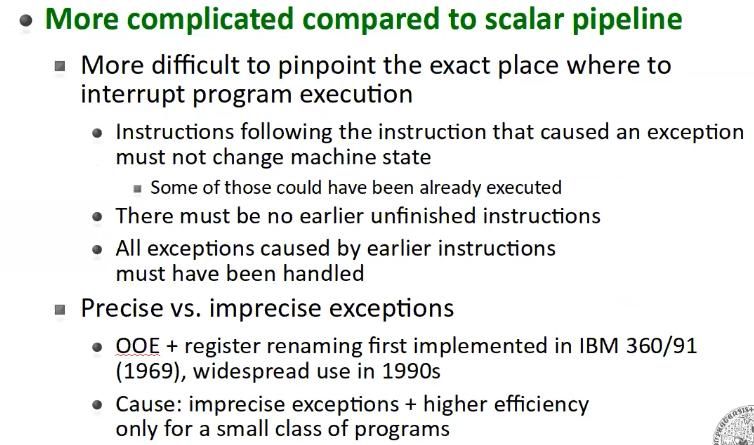 More complicated compared to scalar pipeline
More difficult to pinpoint the exact place where to
interrupt program execution
Instructions following the instruction that caused an exception
must not change machine state
Some of those could have been already executed
There must be no earlier unfinished instructions
All exceptions caused by earlier instructions
must have been handled
Precise vs. imprecise exceptions
OOE + register renaming first implemented in IBM 360/91
(1969), widespread use in 1990s
Cause: imprecise exceptions + higher efficiency
only for a small class of programs